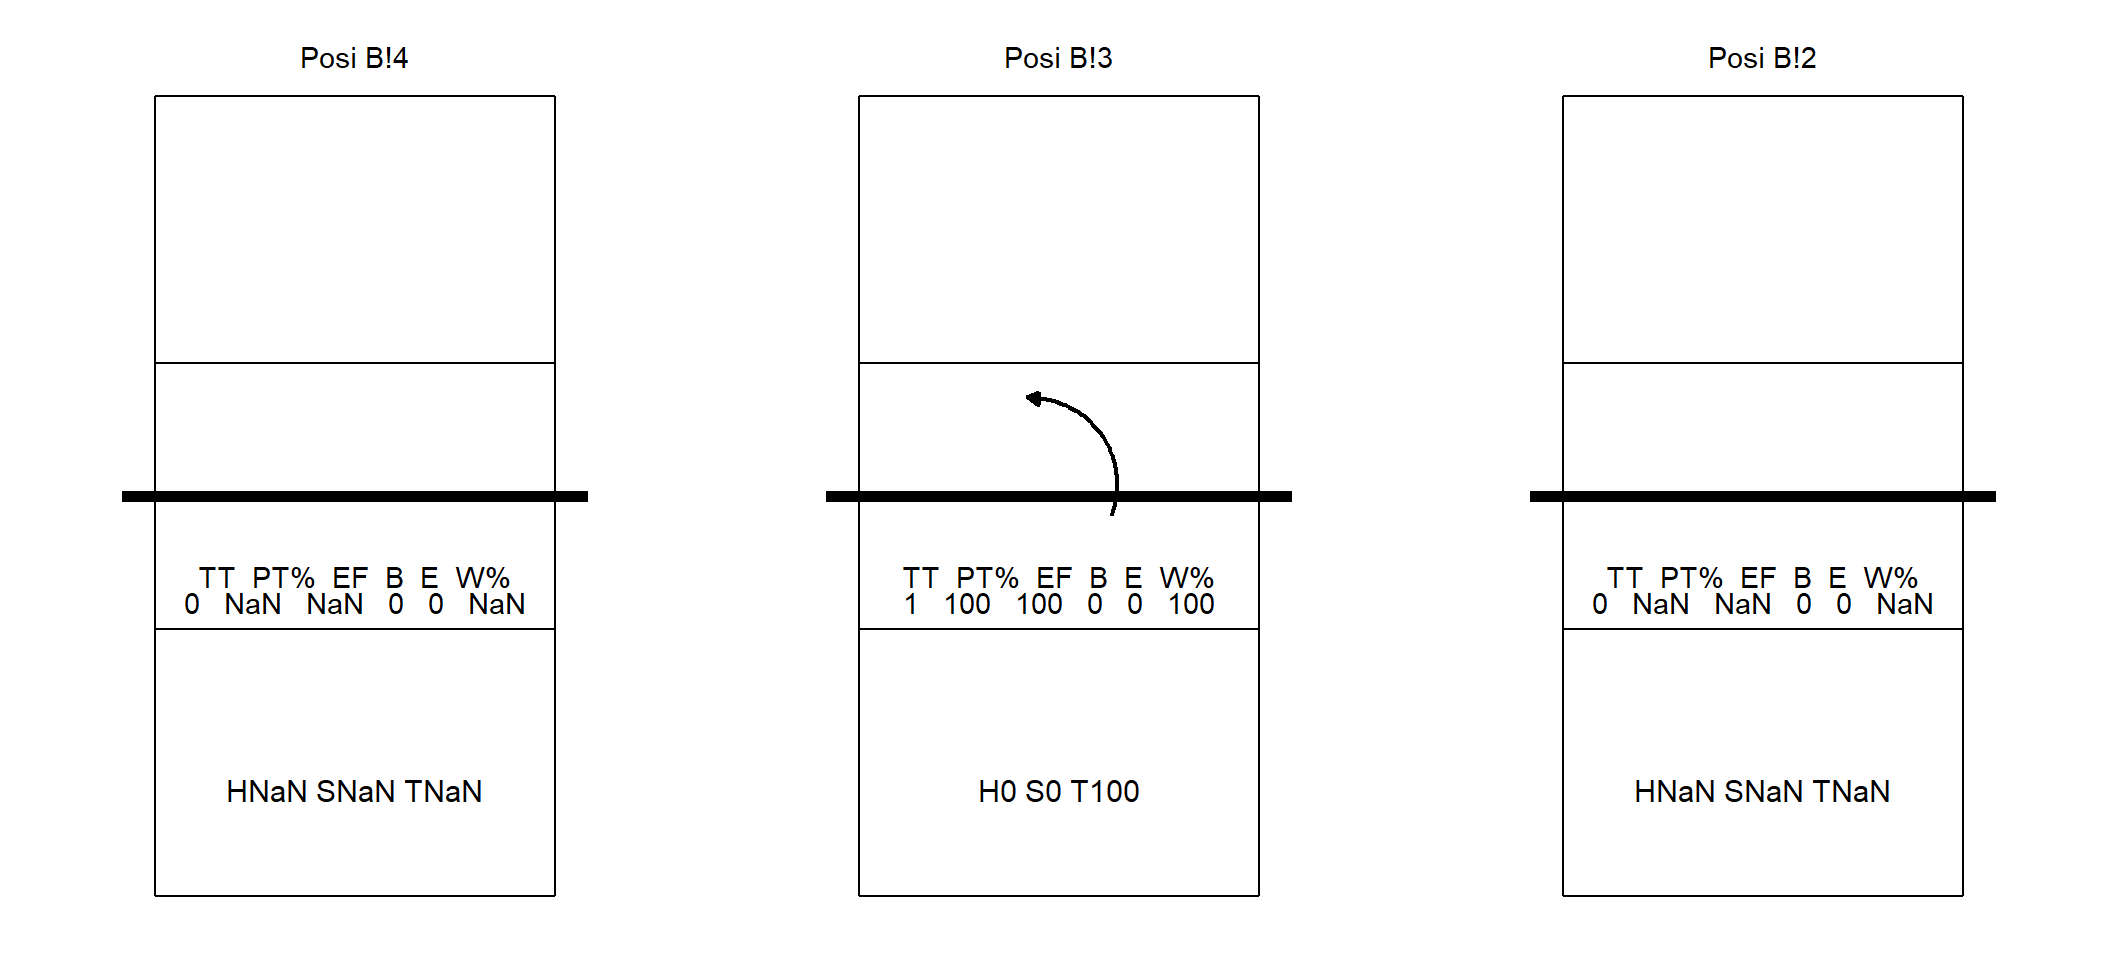 Posi B!4
TT PT% EF B E W%
0 NaN NaN 0 0 NaN
HNaN SNaN TNaN
Posi B!3
TT PT% EF B E W%
1 100 100 0 0 100
H0 S0 T100
Posi B!2
TT PT% EF B E W%
0 NaN NaN 0 0 NaN
HNaN SNaN TNaN